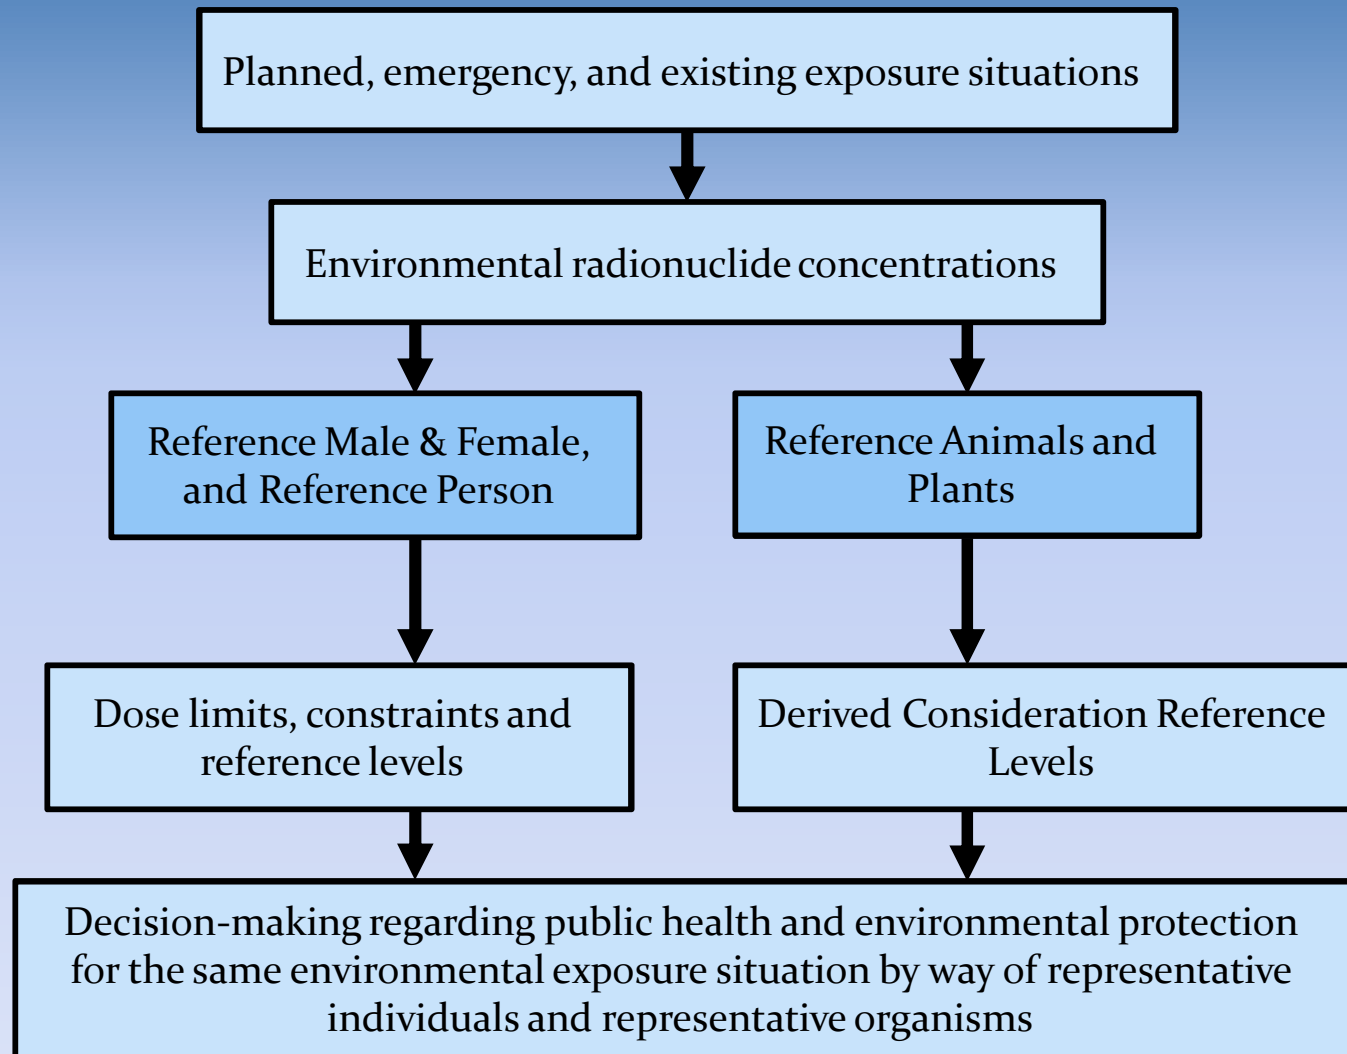 Planned, emergency, and existing exposure situations
Environmental radionuclide concentrations
Reference Male & Female,
and Reference Person
Reference Animals and
Plants
Dose limits, constraints and
reference levels
Derived Consideration Reference
Levels
Decision-making regarding public health and environmental protection
for the same environmental exposure situation by way of representative
individuals and representative organisms